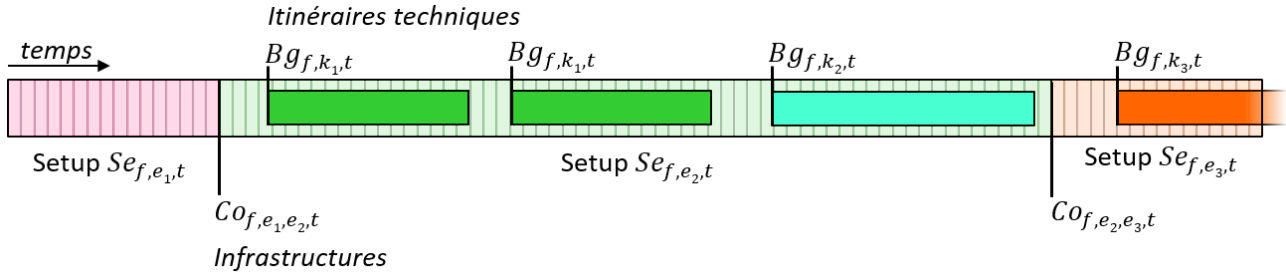 Itinéraires techniques
temps
Bg_{f,k_1,t} Bg_{f,k_1,t} Bg_{f,k_2,t} Bg_{f,k_3,t}
Setup Se_{f,e_1,t} Setup Se_{f,e_2,t} Setup Se_{f,e_3,t}
Co_{f,e_1,e_2,t} Co_{f,e_2,e_3,t}
Infrastructures